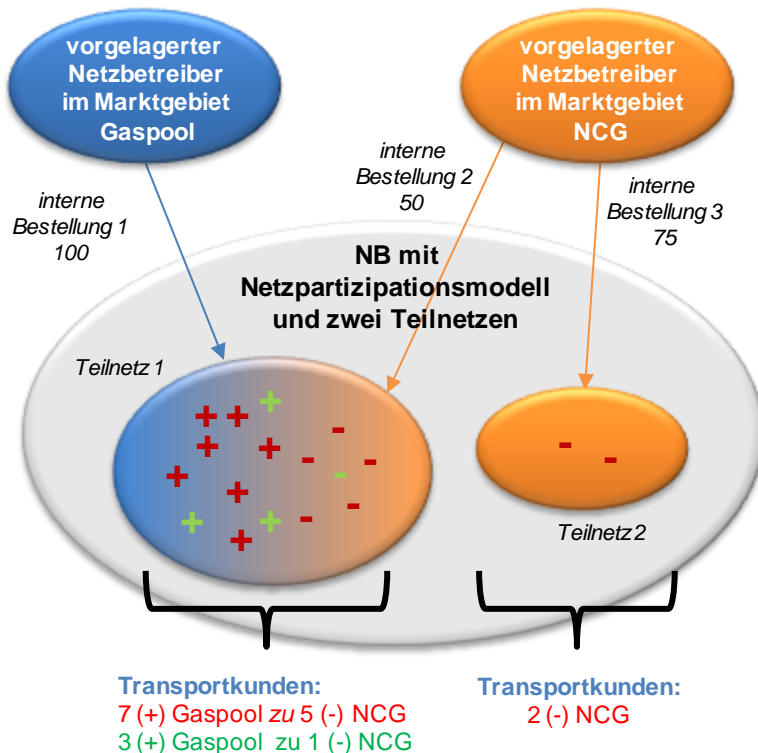 vorgelagerter
Netzbetreiber
im Marktgebiet
Gaspool
vorgelagerter
Netzbetreiber
im Marktgebiet
NCG
interne
Bestellung 1
100
interne
Bestellung 2
50
interne
Bestellung 3
75
NB mit
Netzpartizipationsmodell
und zwei Teilnetzen
Teilnetz 1
+
+ +
+ + -
- -
+ -
+ -
+ + -
+
- -
Teilnetz 2
Transportkunden:
7 (+) Gaspool zu 5 (-) NCG
3 (+) Gaspool zu 1 (-) NCG
Transportkunden:
2 (-) NCG